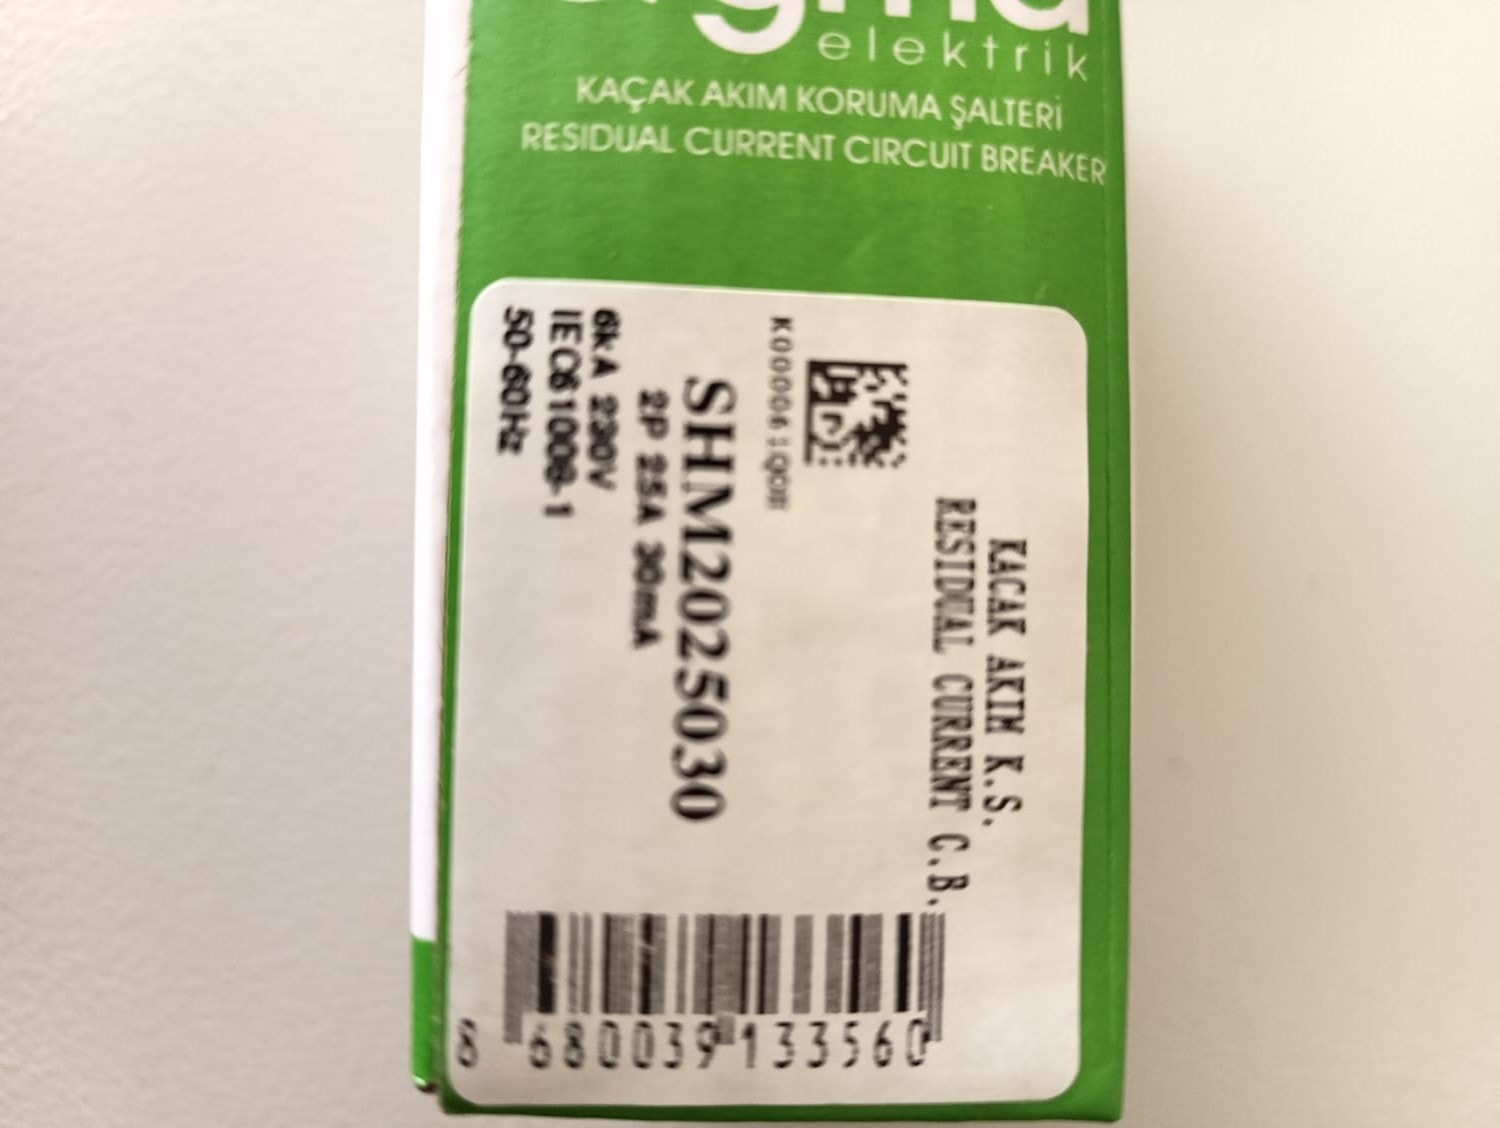 elektrik
KAÇAK AKIM KORUMA ŞALTERİ
RESIDUAL CURRENT CIRCUIT BREAKER
KACAK AKIM K.S.
RESIDUAL CURRENT C.B.
SHM2025030
2P 25A 30mA
6kA 230V
IEC61008-1
50-60Hz
8 680039 133560